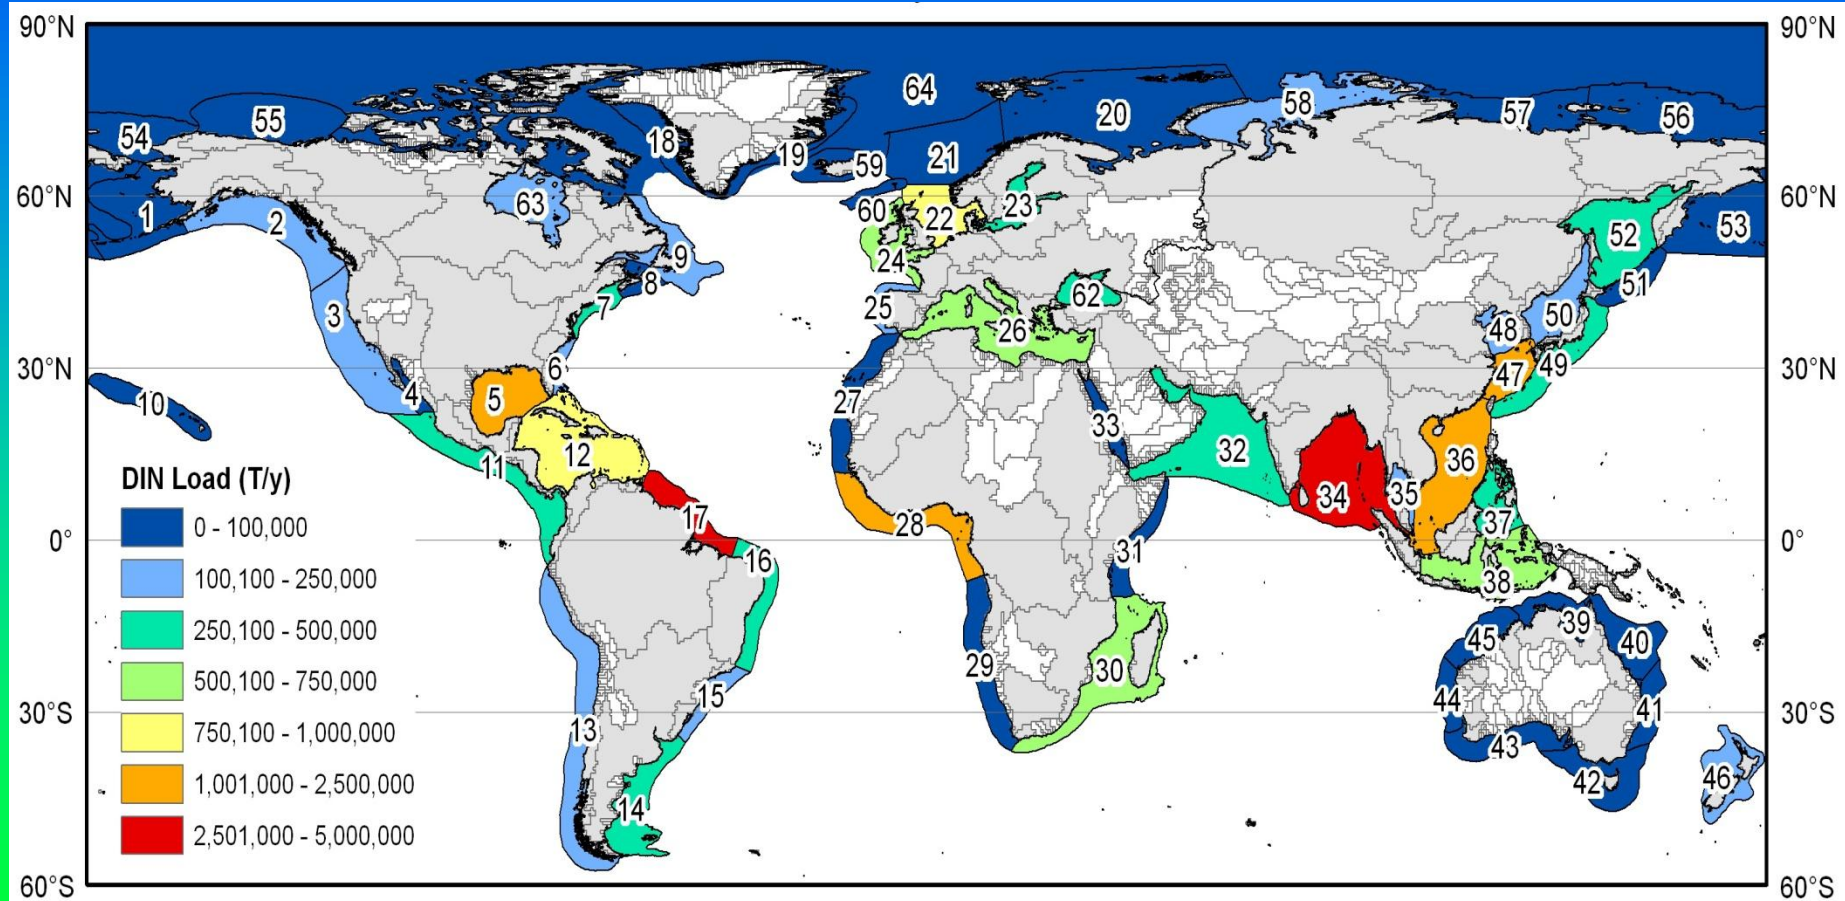 90°N 90°N
64
58
55 20 57 56
54 18 19 21
59
60°N 63 60°N
1 2 60 22 23 53
9 24 52
8 51
7 25 62
3 26 48 50
30°N 6 47 49 30°N
10 4 5 27 33
12 32 36
11 34 35
DIN Load (T/y)
17 28 37
0 - 100,000
0° 16 31 0°
100,100 - 250,000
38
250,100 - 500,000
39
45 40
500,100 - 750,000
29 30
15 44 41
30°S 30°S
750,100 - 1,000,000
13 43
46
1,001,000 - 2,500,000
42
14
2,501,000 - 5,000,000
60°S 60°S